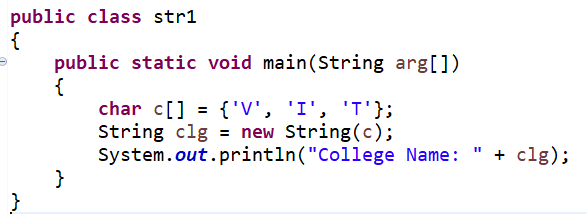 public class str1
{
    public static void main(String arg[])
    {
        char c[] = {'V', 'I', 'T'};
        String clg = new String(c);
        System.out.println("College Name: " + clg);
    }
}